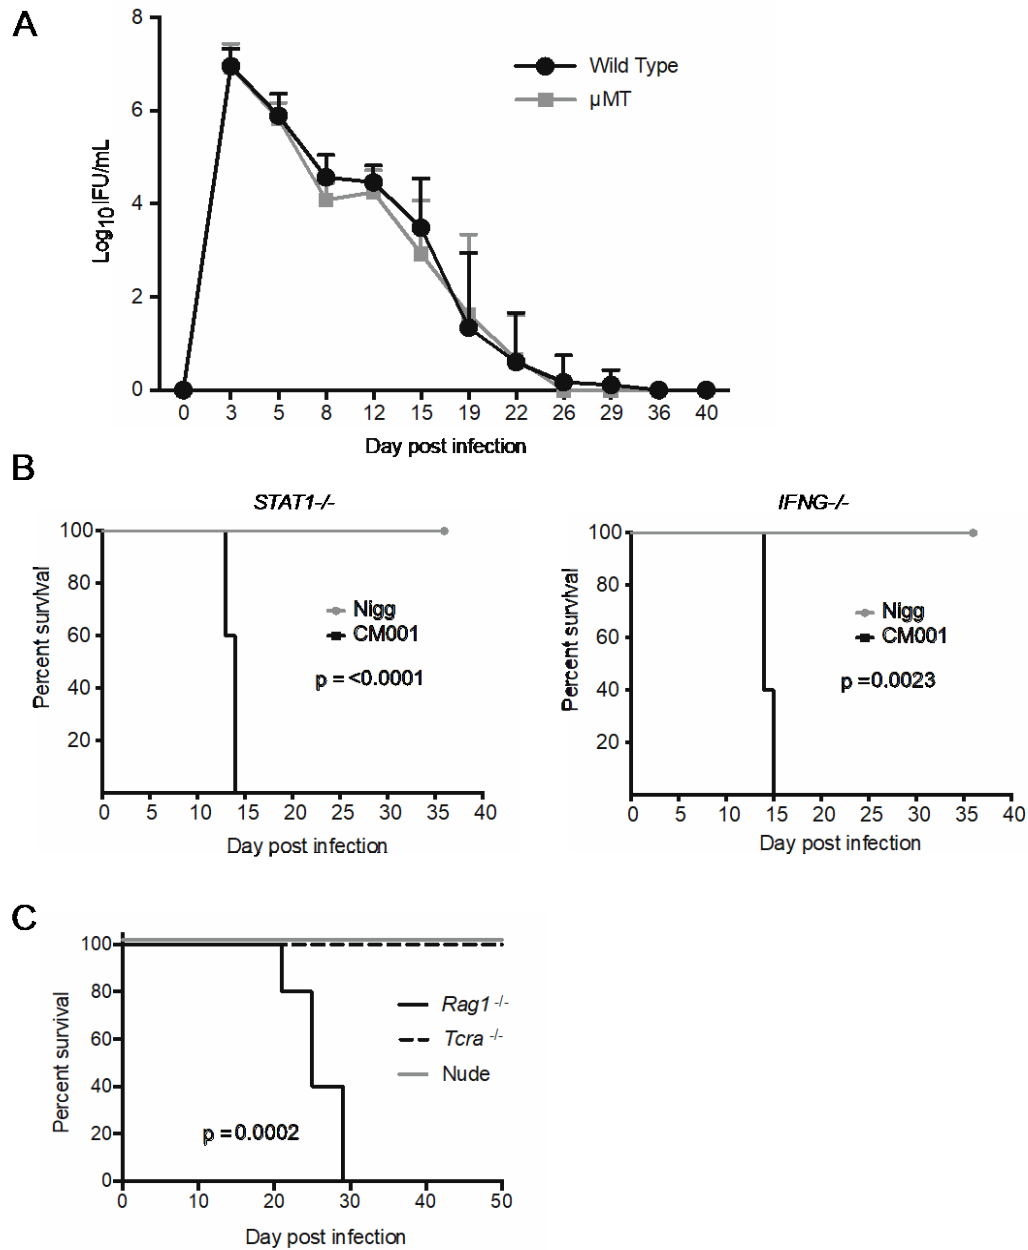 A
8
6
4
2
0
Log10IFU/mL
Wild Type
µMT
0 3 5 8 12 15 19 22 26 29 36 40
Day post infection
B
STAT1-/-
100
80
60
40
20
Percent survival
Nigg
CM001
p = <0.0001
0 5 10 15 20 25 30 35 40
Day post infection
IFNG-/-
100
80
60
40
20
Percent survival
Nigg
CM001
p =0.0023
0 5 10 15 20 25 30 35 40
Day post infection
C
100
80
60
40
20
0
Percent survival
Rag1 -/-
Tcra -/-
Nude
p =0.0002
0 10 20 30 40 50
Day post infection